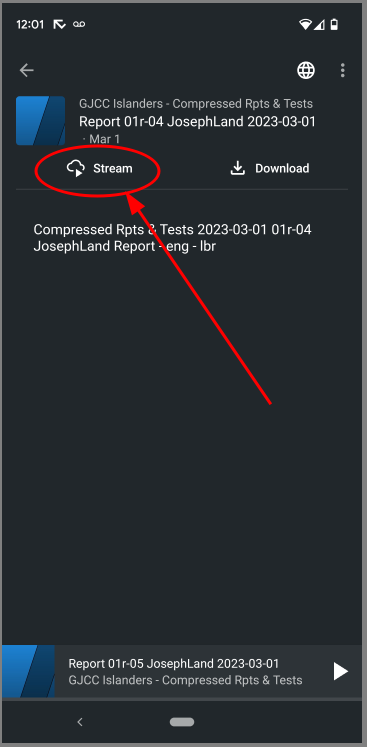 12:01
GJCC Islanders - Compressed Rpts & Tests
Report 01r-04 JosephLand 2023-03-01
· Mar 1
Stream
Download
Compressed Rpts & Tests 2023-03-01 01r-04
JosephLand Report - eng - lbr
Report 01r-05 JosephLand 2023-03-01
GJCC Islanders - Compressed Rpts & Tests